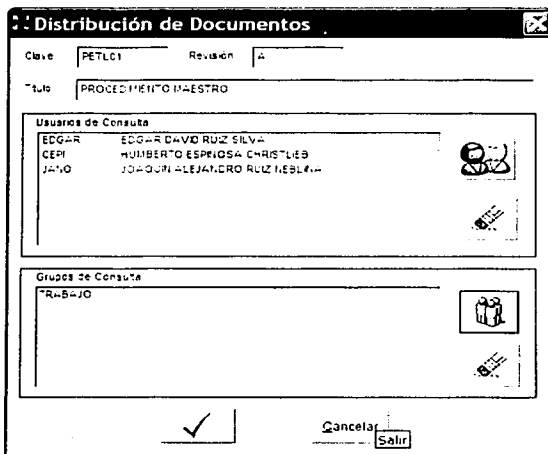 Distribución de Documentos
Clave PETLC1 Revisión A
Título PROCEDIMIENTO MAESTRO
Usuarios de Consulta
EDGAR EDGAR DAVID RUIZ SILVA
CEPI HUMBERTO ESPINOSA CHRISTLIEB
JANO JOAQUIN ALEJANDRO RUIZ NEBLINA
Grupos de Consulta
TRABAJO
Cancelar
Salir